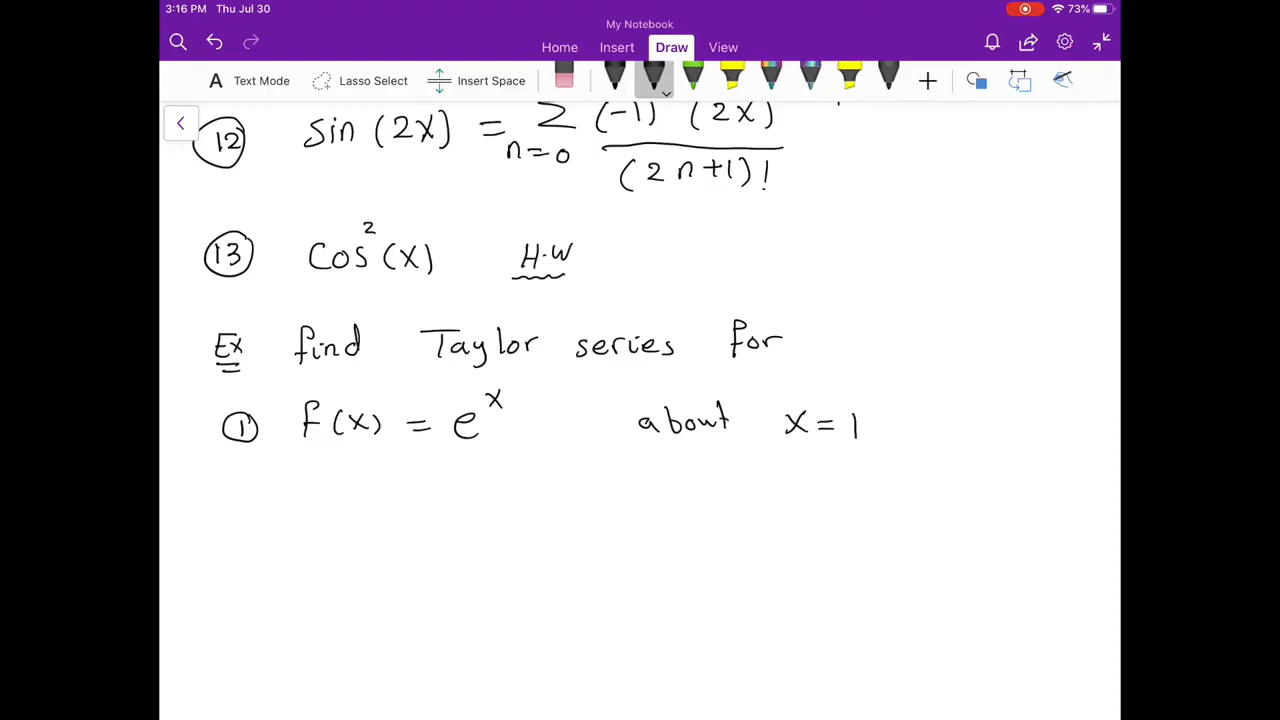 3:16 PM Thu Jul 30
73%
My Notebook
Home Insert Draw View
Text Mode Lasso Select Insert Space
(12) sin (2x) = Σ n=0 (-1) (2x) / (2n+1)!
(13) Cos²(x) H.W
Ex find Taylor series for
(1) f(x) = e^x about x = 1